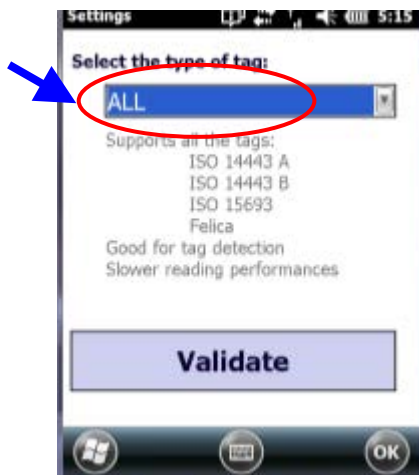 Settings 5:15
Select the type of tag:
ALL
Supports all the tags:
ISO 14443 A
ISO 14443 B
ISO 15693
Felica
Good for tag detection
Slower reading performances
Validate
OK